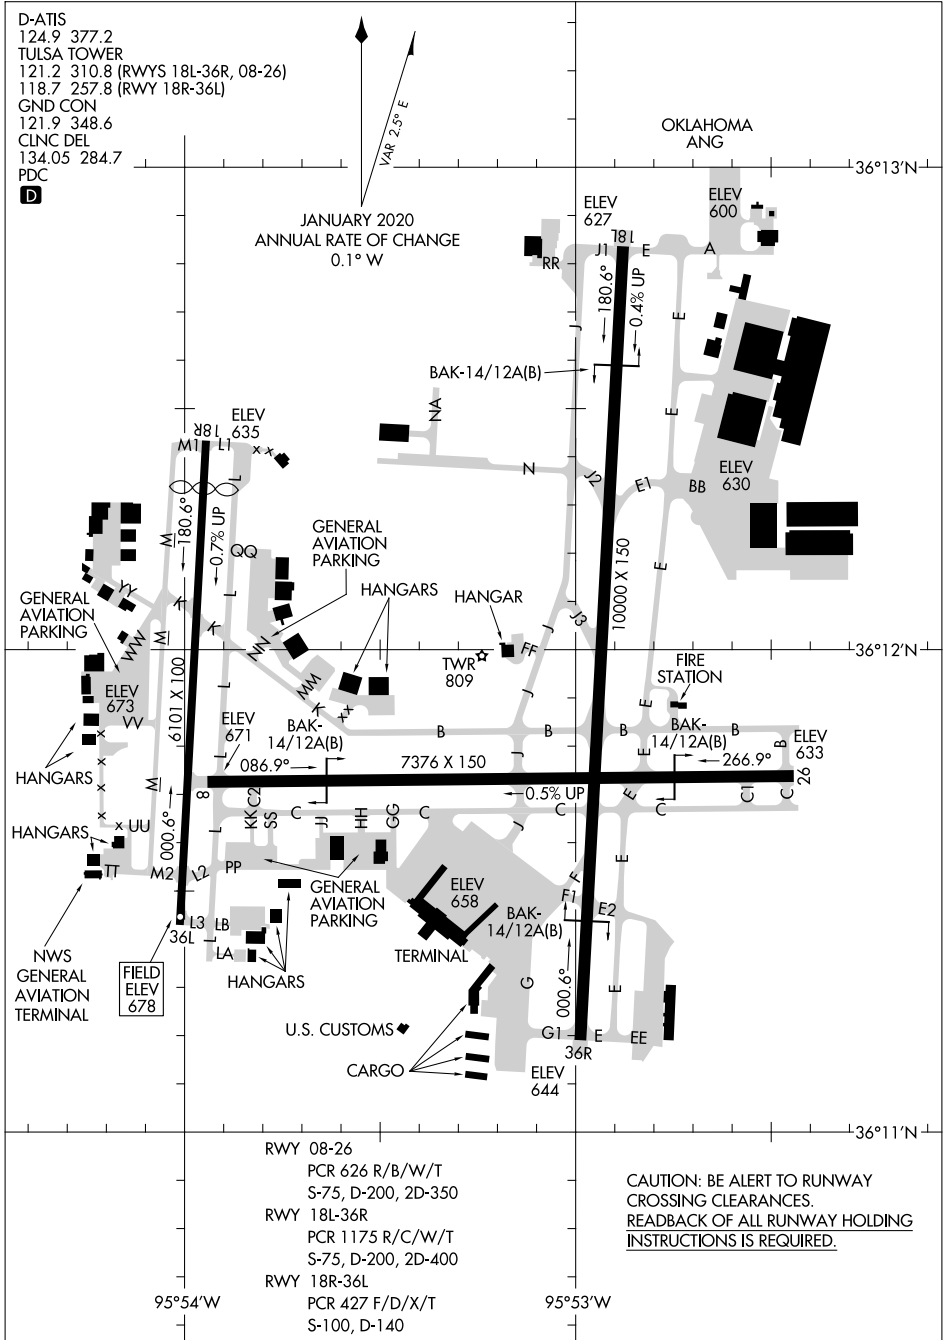 D-ATIS
124.9 377.2
TULSA TOWER
121.2 310.8 (RWYS 18L-36R, 08-26)
118.7 257.8 (RWY 18R-36L)
GND CON
121.9 348.6
CLNC DEL
134.05 284.7
PDC
D
VAR 2.5° E
JANUARY 2020
ANNUAL RATE OF CHANGE
0.1° W
OKLAHOMA
ANG
36°13'N
ELEV
627
ELEV
600
18L
J1
E
A
RR
180.6°
0.4% UP
J
E
BAK-14/12A(B)
NA
E
ELEV
635
18R
M1
L1
x x
L
N
J2
E1
BB
ELEV
630
M
180.6°
0.7% UP
QQ
GENERAL
AVIATION
PARKING
10000 X 150
E
YY
K
L
HANGARS
HANGAR
GENERAL
AVIATION
PARKING
WW
M
K
NN
J3
J
FF
36°12'N
TWR
809
FIRE
STATION
ELEV
673
6101 X 100
L
MM
K
x x
J
E
VV
ELEV
671
BAK-
14/12A(B)
B
B
B
B
BAK-
14/12A(B)
B
ELEV
633
HANGARS
x
x
x
x
M
L
086.9°
7376 X 150
J
E
266.9°
26
8
0.5% UP
E
000.6°
KK
C2
SS
C
JJ
HH
GG
C
C
C
C1
C
HANGARS
UU
L
J
E
TT
M2
L2
PP
GENERAL
AVIATION
PARKING
ELEV
658
F
F1
E2
BAK-
14/12A(B)
36L
L3
LB
L
LA
HANGARS
TERMINAL
NWS
GENERAL
AVIATION
TERMINAL
FIELD
ELEV
678
G
000.6°
E
U.S. CUSTOMS
G1
E
EE
36R
CARGO
ELEV
644
36°11'N
RWY 08-26
PCR 626 R/B/W/T
S-75, D-200, 2D-350
RWY 18L-36R
PCR 1175 R/C/W/T
S-75, D-200, 2D-400
RWY 18R-36L
PCR 427 F/D/X/T
S-100, D-140
CAUTION: BE ALERT TO RUNWAY
CROSSING CLEARANCES.
READBACK OF ALL RUNWAY HOLDING
INSTRUCTIONS IS REQUIRED.
95°54'W
95°53'W